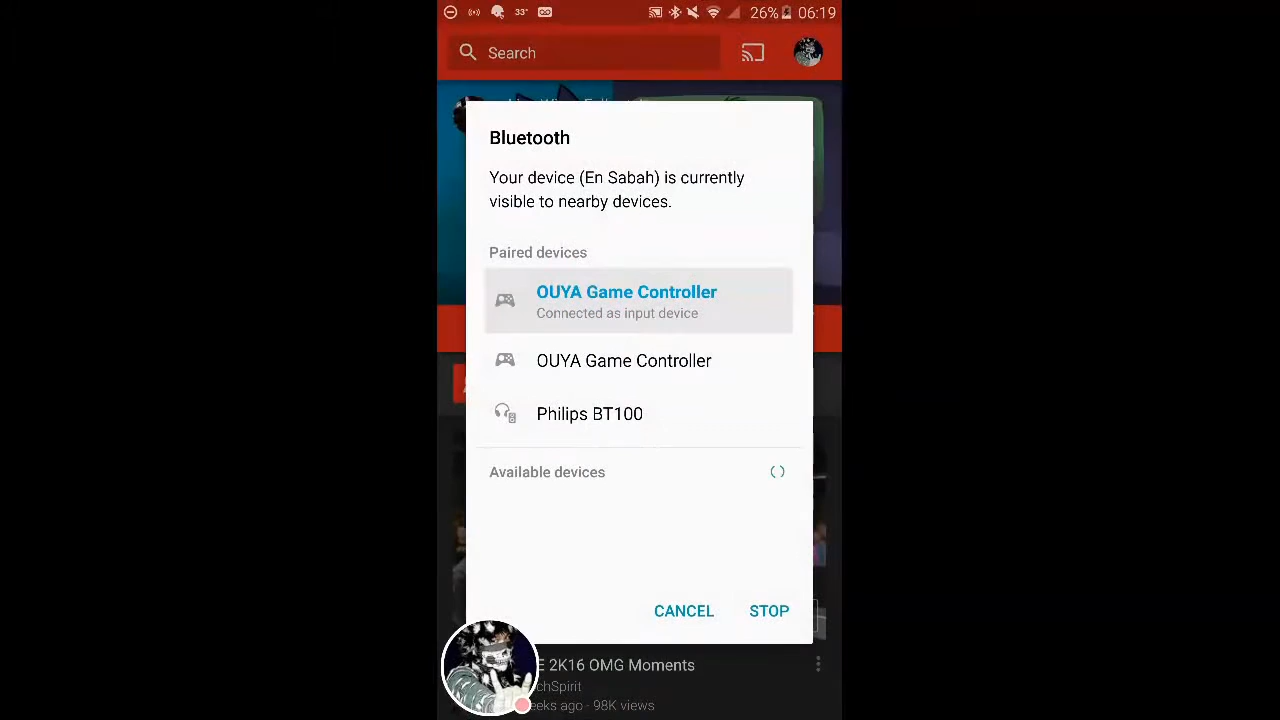 33°
26% 06:19
Search
Bluetooth
Your device (En Sabah) is currently
visible to nearby devices.
Paired devices
OUYA Game Controller
Connected as input device
OUYA Game Controller
Philips BT100
Available devices
CANCEL STOP
2K16 OMG Moments
ago · 98K views